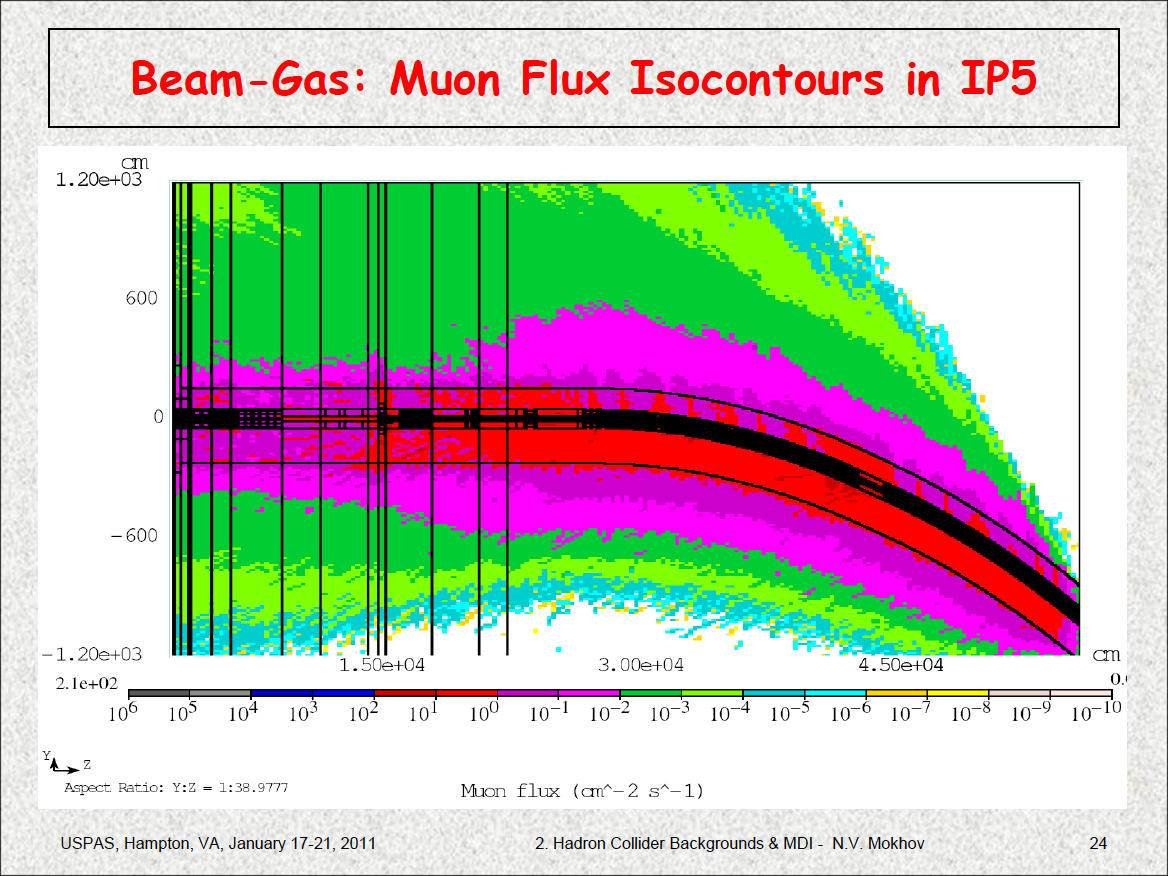 Beam-Gas: Muon Flux Isocontours in IP5
cm
1.20e+03
600
0
−600
−1.20e+03
1.50e+04 3.00e+04 4.50e+04 cm
2.1e+02 0.
10^6 10^5 10^4 10^3 10^2 10^1 10^0 10^−1 10^−2 10^−3 10^−4 10^−5 10^−6 10^−7 10^−8 10^−9 10^−10
Y
Z
Aspect Ratio: Y:Z = 1:38.9777
Muon flux (cm^−2 s^−1)
USPAS, Hampton, VA, January 17-21, 2011 2. Hadron Collider Backgrounds & MDI - N.V. Mokhov 24